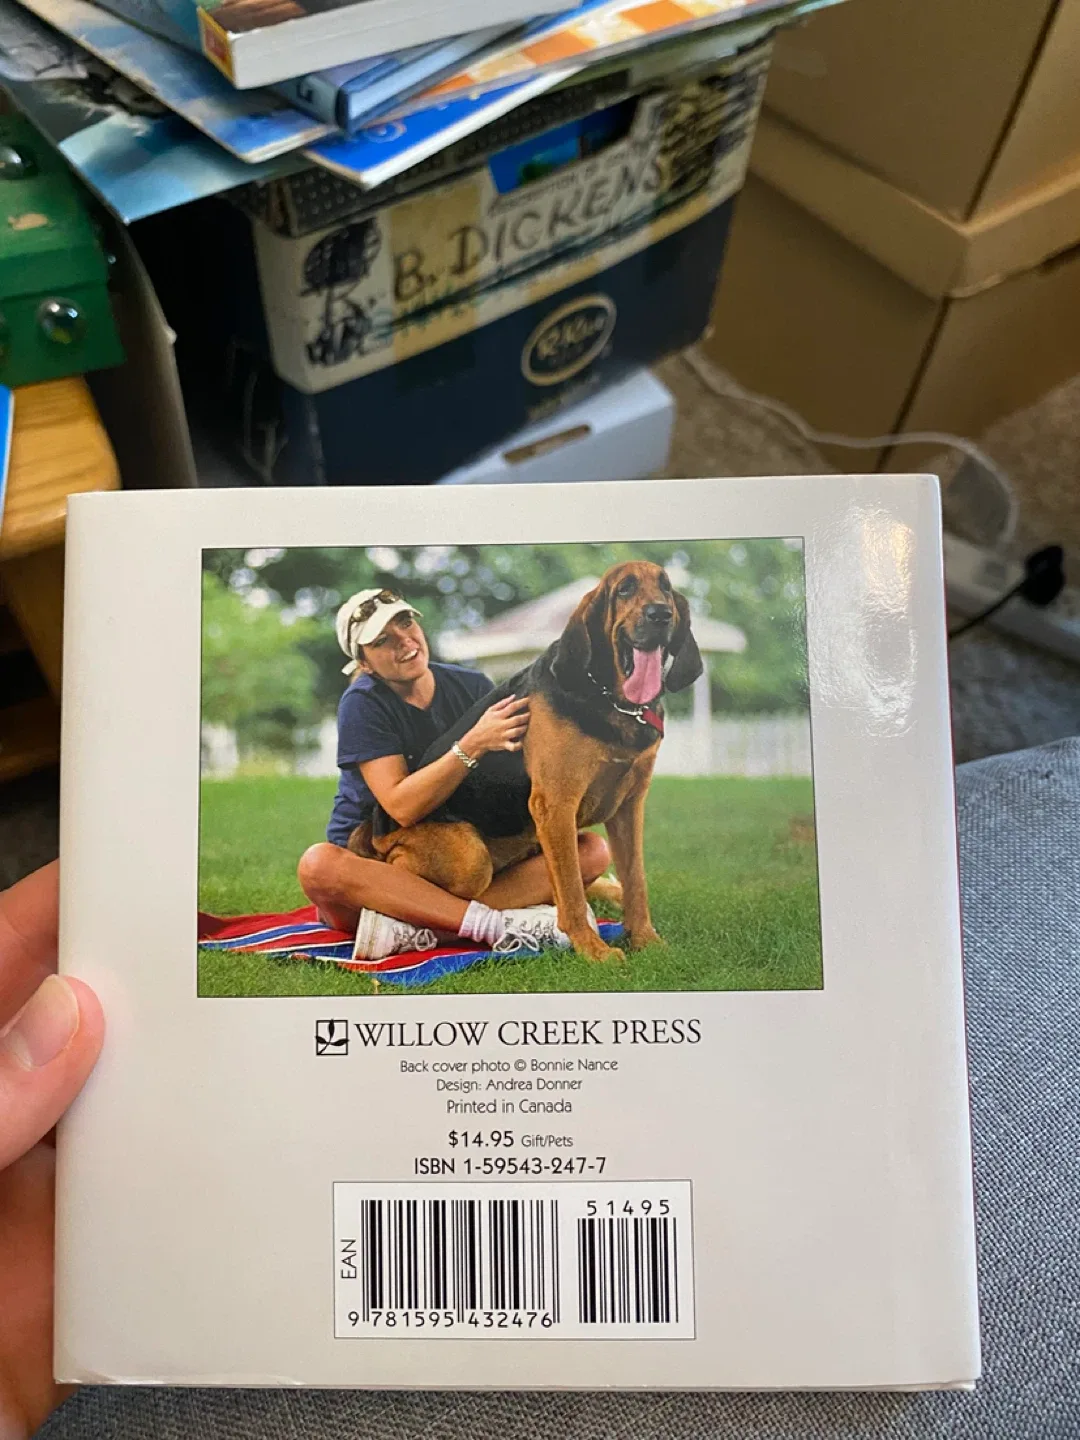 R. B. DICKENS
WILLOW CREEK PRESS
Back cover photo © Bonnie Nance
Design: Andrea Donner
Printed in Canada
$14.95 Gift/Pets
ISBN 1-59543-247-7
51495
EAN
9 781595 432476